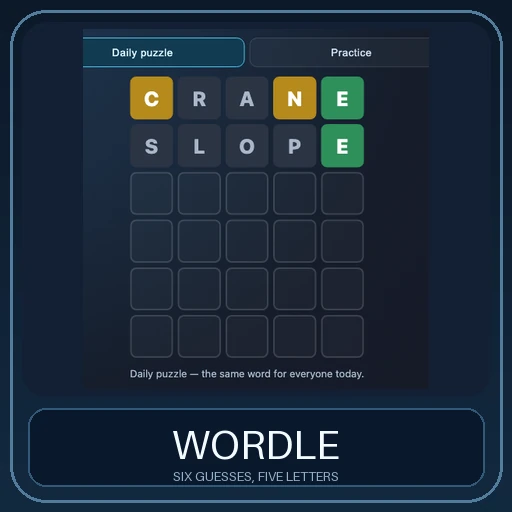 Daily puzzle Practice
C R A N E
S L O P E
Daily puzzle — the same word for everyone today.
WORDLE
SIX GUESSES, FIVE LETTERS